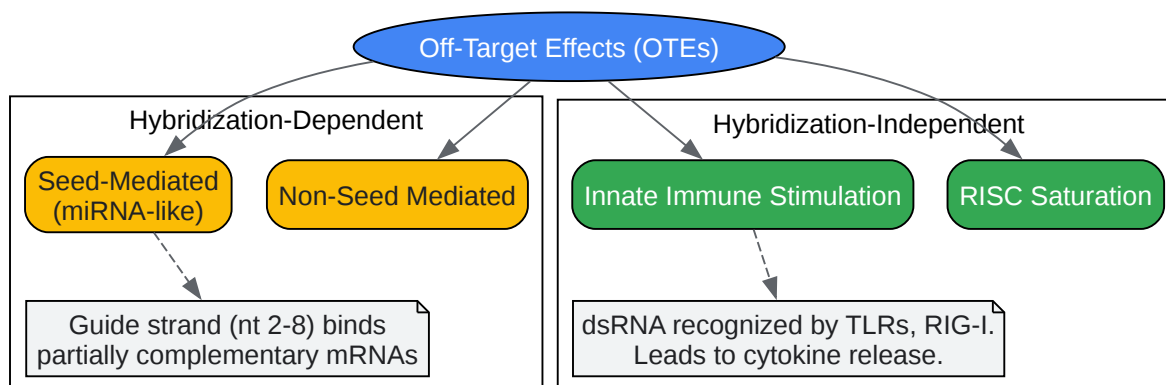 Off-Target Effects (OTEs)
Hybridization-Dependent
Seed-Mediated
(miRNA-like)
Non-Seed Mediated
Guide strand (nt 2-8) binds
partially complementary mRNAs
Hybridization-Independent
Innate Immune Stimulation
RISC Saturation
dsRNA recognized by TLRs, RIG-I.
Leads to cytokine release.